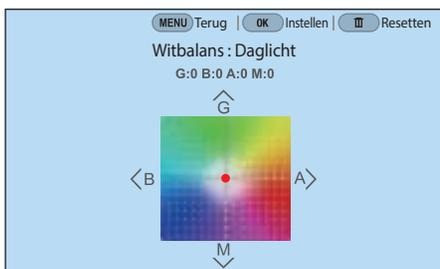 MENU Terug | OK Instellen | Resetten
Witbalans : Daglicht
G:0 B:0 A:0 M:0
G
B A
M